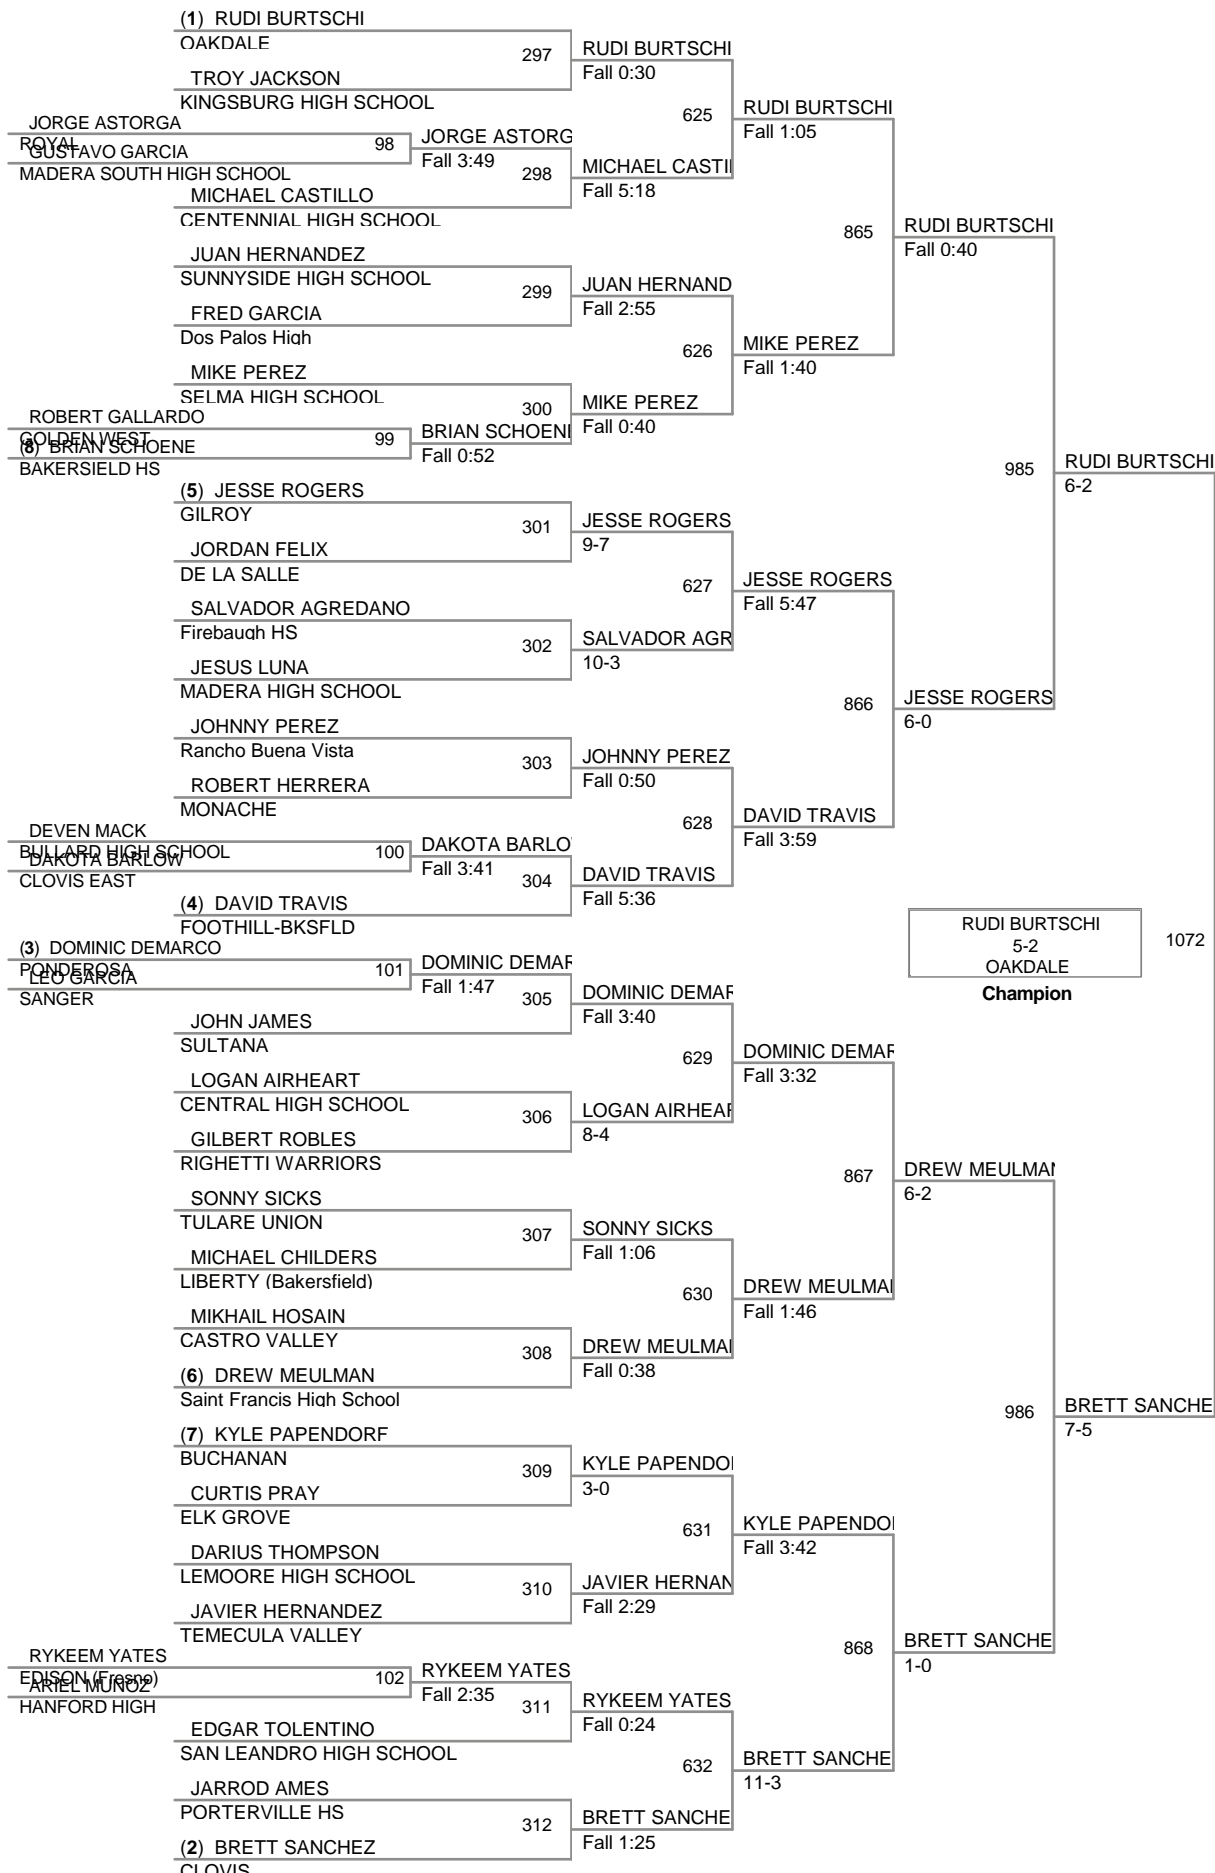 (1) RUDI BURTSCHI
OAKDALE
297
RUDI BURTSCHI
Fall 0:30
TROY JACKSON
KINGSBURG HIGH SCHOOL
625
RUDI BURTSCHI
Fall 1:05
JORGE ASTORGA
ROYAL
98
GUSTAVO GARCIA
MADERA SOUTH HIGH SCHOOL
JORGE ASTORG
Fall 3:49
298
MICHAEL CASTI
Fall 5:18
MICHAEL CASTILLO
CENTENNIAL HIGH SCHOOL
865
RUDI BURTSCHI
Fall 0:40
JUAN HERNANDEZ
SUNNYSIDE HIGH SCHOOL
299
JUAN HERNAND
Fall 2:55
FRED GARCIA
Dos Palos High
626
MIKE PEREZ
Fall 1:40
MIKE PEREZ
SELMA HIGH SCHOOL
300
MIKE PEREZ
Fall 0:40
ROBERT GALLARDO
GOLDEN WEST
99
(8) BRIAN SCHOENE
BAKERSIELD HS
BRIAN SCHOENE
Fall 0:52
985
RUDI BURTSCHI
6-2
(5) JESSE ROGERS
GILROY
301
JESSE ROGERS
9-7
JORDAN FELIX
DE LA SALLE
627
JESSE ROGERS
Fall 5:47
SALVADOR AGREDANO
Firebaugh HS
302
SALVADOR AGR
10-3
JESUS LUNA
MADERA HIGH SCHOOL
866
JESSE ROGERS
6-0
JOHNNY PEREZ
Rancho Buena Vista
303
JOHNNY PEREZ
Fall 0:50
ROBERT HERRERA
MONACHE
628
DAVID TRAVIS
Fall 3:59
DEVEN MACK
BULLARD HIGH SCHOOL
100
DAKOTA BARLOW
CLOVIS EAST
DAKOTA BARLO
Fall 3:41
304
DAVID TRAVIS
Fall 5:36
(4) DAVID TRAVIS
FOOTHILL-BKSFLD
RUDI BURTSCHI
5-2
OAKDALE
Champion
1072
(3) DOMINIC DEMARCO
PONDEROSA
101
LEO GARCIA
SANGER
DOMINIC DEMAR
Fall 1:47
305
DOMINIC DEMAR
Fall 3:40
JOHN JAMES
SULTANA
629
DOMINIC DEMAR
Fall 3:32
LOGAN AIRHEART
CENTRAL HIGH SCHOOL
306
LOGAN AIRHEAR
8-4
GILBERT ROBLES
RIGHETTI WARRIORS
867
DREW MEULMAN
6-2
SONNY SICKS
TULARE UNION
307
SONNY SICKS
Fall 1:06
MICHAEL CHILDERS
LIBERTY (Bakersfield)
630
DREW MEULMA
Fall 1:46
MIKHAIL HOSAIN
CASTRO VALLEY
308
DREW MEULMA
Fall 0:38
(6) DREW MEULMAN
Saint Francis High School
986
BRETT SANCHE
7-5
(7) KYLE PAPENDORF
BUCHANAN
309
KYLE PAPENDO
3-0
CURTIS PRAY
ELK GROVE
631
KYLE PAPENDO
Fall 3:42
DARIUS THOMPSON
LEMOORE HIGH SCHOOL
310
JAVIER HERNAN
Fall 2:29
JAVIER HERNANDEZ
TEMECULA VALLEY
868
BRETT SANCHE
1-0
RYKEEM YATES
EDISON (Fresno)
102
ARIEL MUNOZ
HANFORD HIGH
RYKEEM YATES
Fall 2:35
311
RYKEEM YATES
Fall 0:24
EDGAR TOLENTINO
SAN LEANDRO HIGH SCHOOL
632
BRETT SANCHE
11-3
JARROD AMES
PORTERVILLE HS
312
BRETT SANCHE
Fall 1:25
(2) BRETT SANCHEZ
CLOVIS